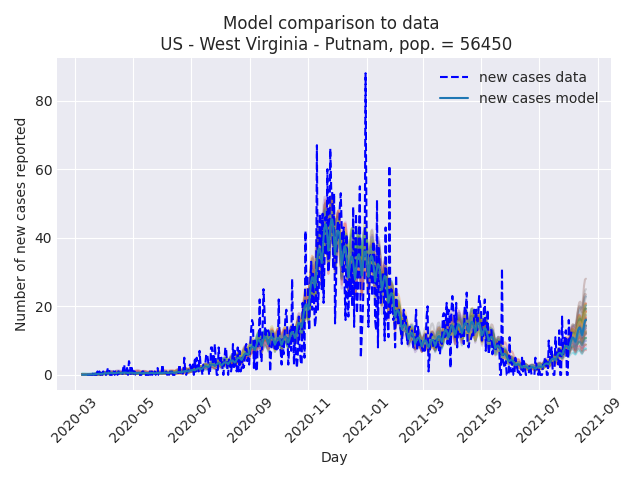 Model comparison to data
US - West Virginia - Putnam, pop. = 56450
new cases data
new cases model
Number of new cases reported
80
60
40
20
0
2020-03
2020-05
2020-07
2020-09
2020-11
2021-01
2021-03
2021-05
2021-07
2021-09
Day